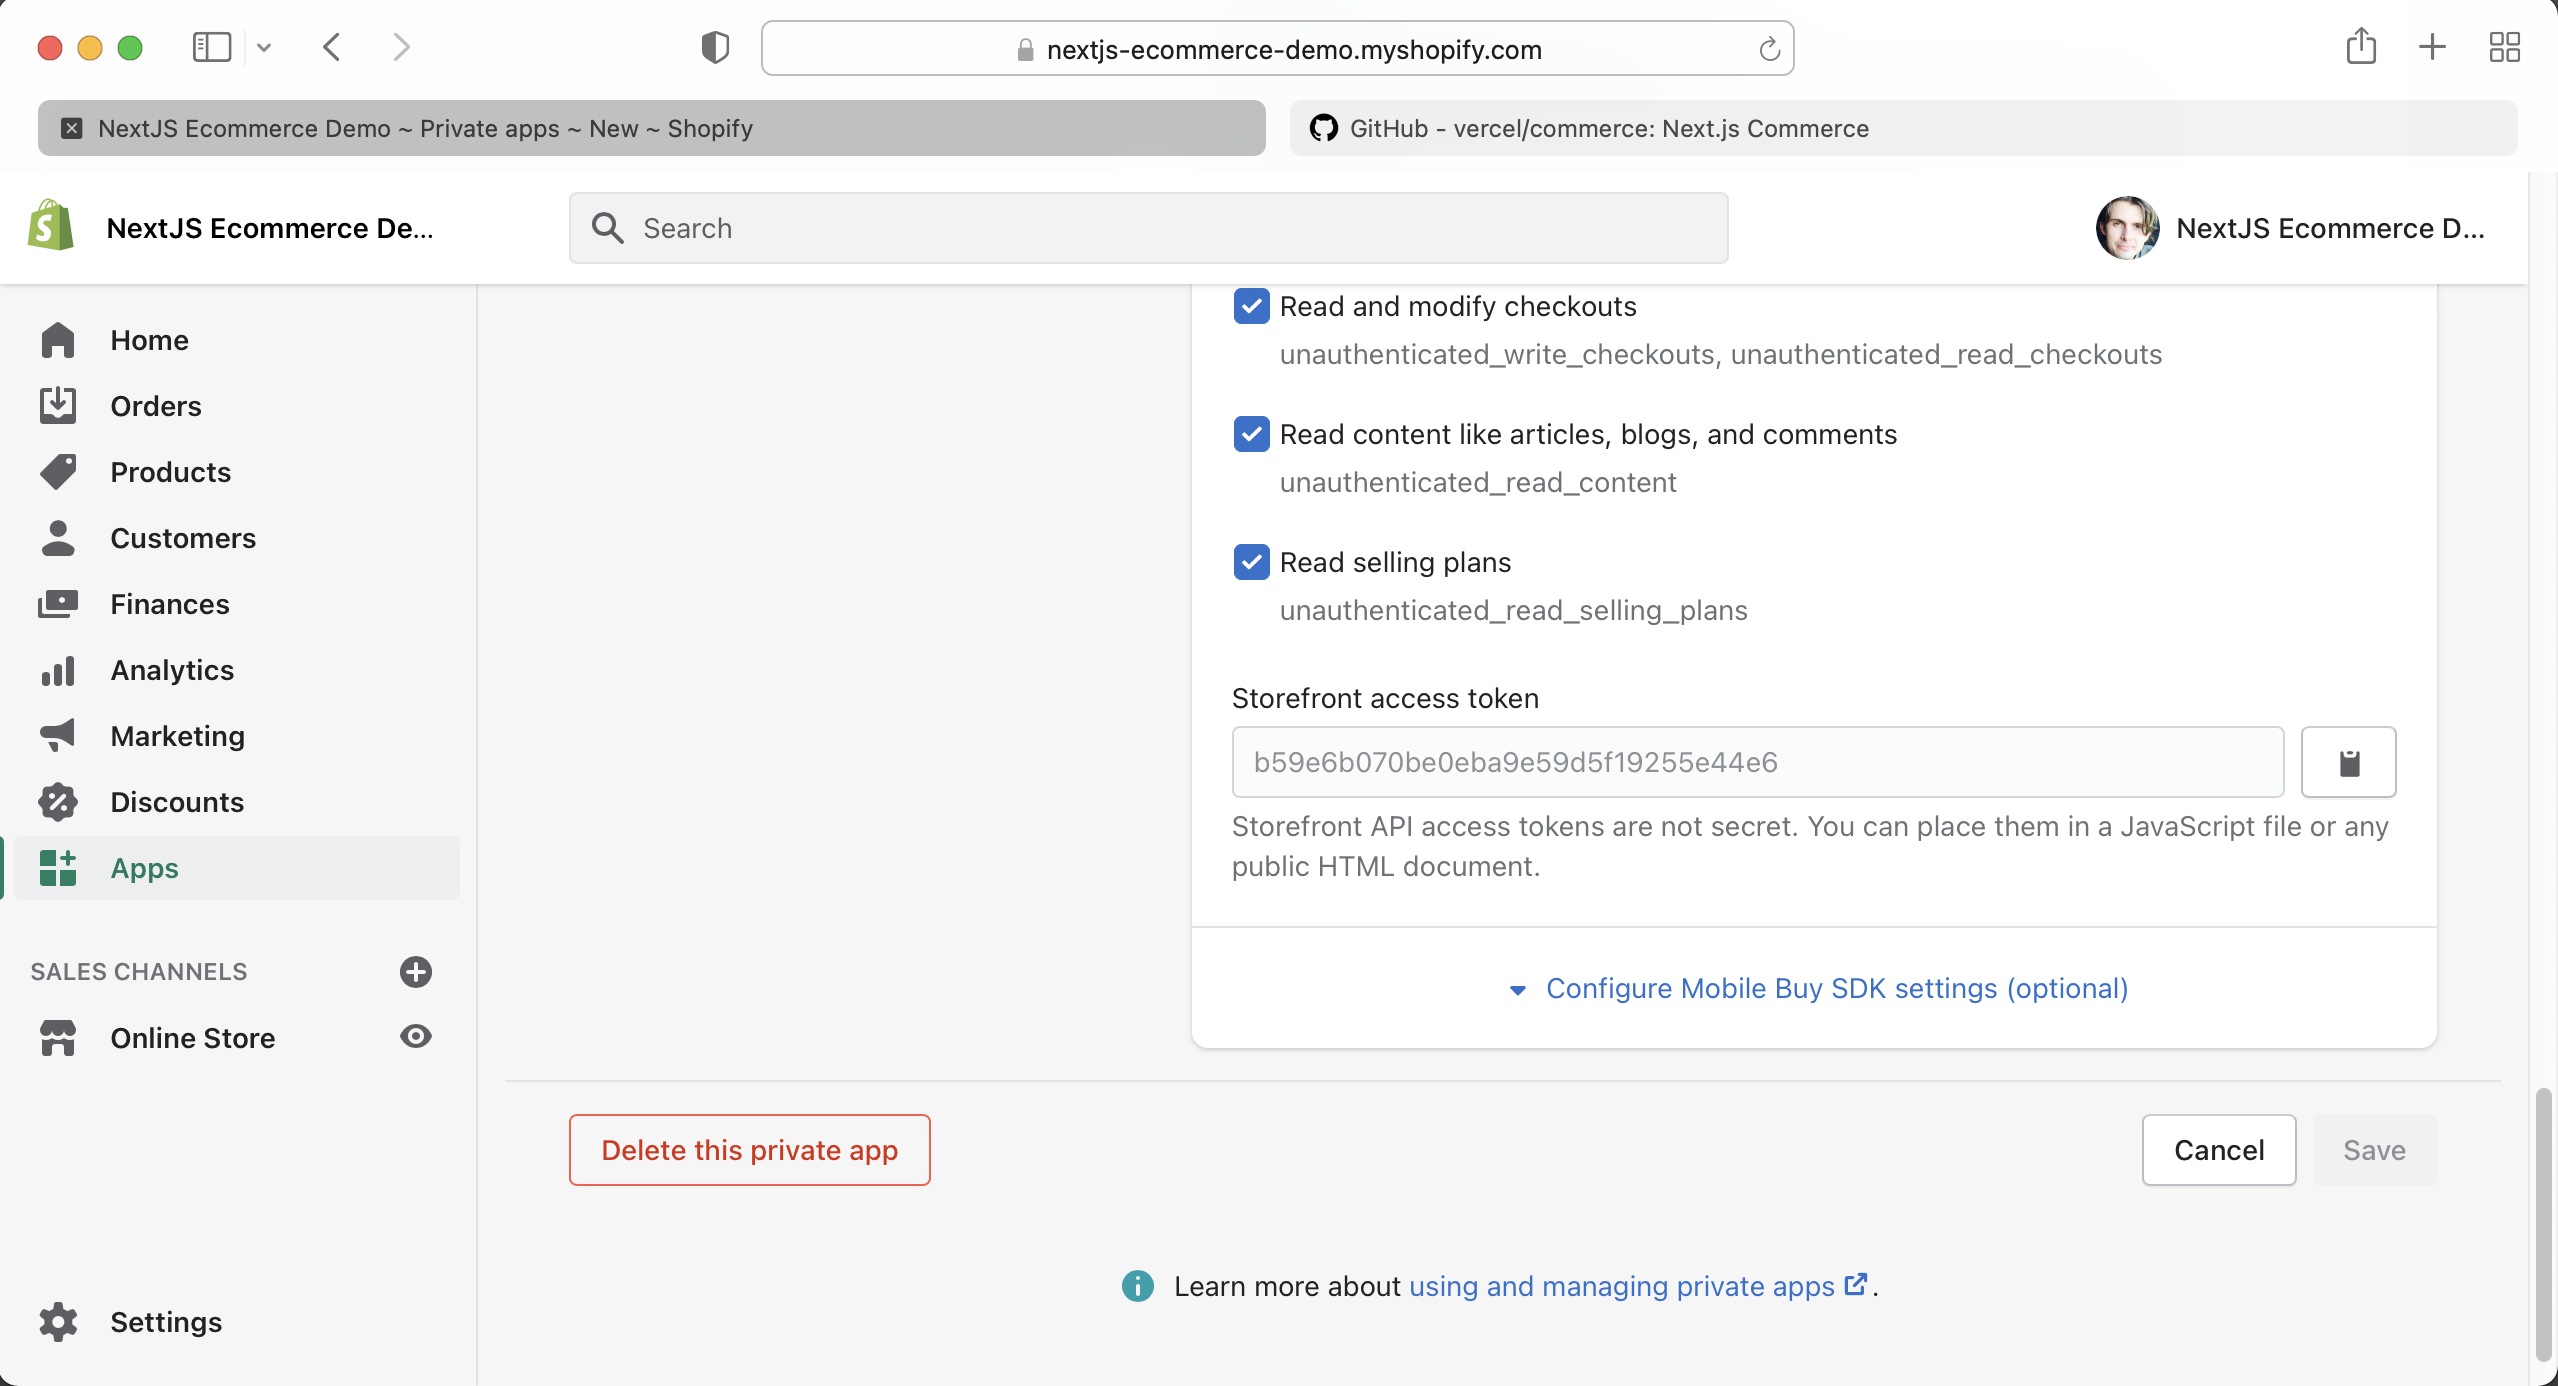 nextjs-ecommerce-demo.myshopify.com
NextJS Ecommerce Demo ~ Private apps ~ New ~ Shopify
GitHub - vercel/commerce: Next.js Commerce
NextJS Ecommerce De...
Search
NextJS Ecommerce D...
Home
Orders
Products
Customers
Finances
Analytics
Marketing
Discounts
Apps
SALES CHANNELS
Online Store
Settings
Read and modify checkouts
unauthenticated_write_checkouts, unauthenticated_read_checkouts
Read content like articles, blogs, and comments
unauthenticated_read_content
Read selling plans
unauthenticated_read_selling_plans
Storefront access token
b59e6b070be0eba9e59d5f19255e44e6
Storefront API access tokens are not secret. You can place them in a JavaScript file or any
public HTML document.
Configure Mobile Buy SDK settings (optional)
Delete this private app
Cancel
Save
Learn more about using and managing private apps.